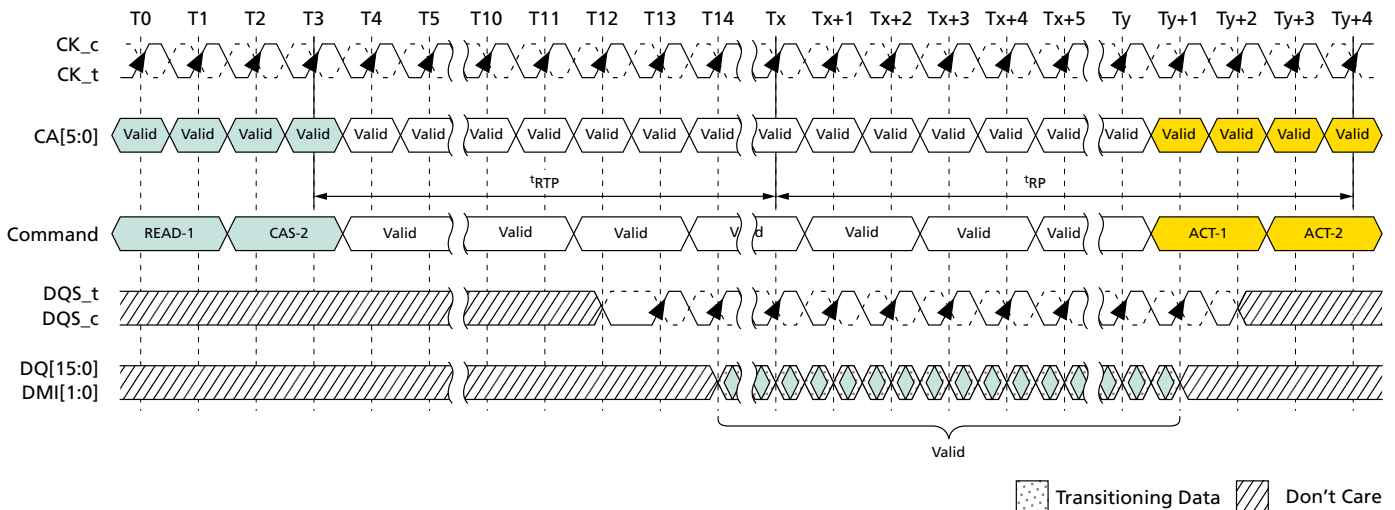 T0 T1 T2 T3 T4 T5 T10 T11 T12 T13 T14 Tx Tx+1 Tx+2 Tx+3 Tx+4 Tx+5 Ty Ty+1 Ty+2 Ty+3 Ty+4
CK_c
CK_t
CA[5:0] Valid Valid Valid Valid Valid Valid Valid Valid Valid Valid Valid Valid Valid Valid Valid Valid Valid Valid Valid Valid Valid Valid
tRTP tRP
Command READ-1 CAS-2 Valid Valid Valid Valid Valid Valid Valid ACT-1 ACT-2
DQS_t
DQS_c
DQ[15:0]
DMI[1:0]
Valid
Transitioning Data Don't Care